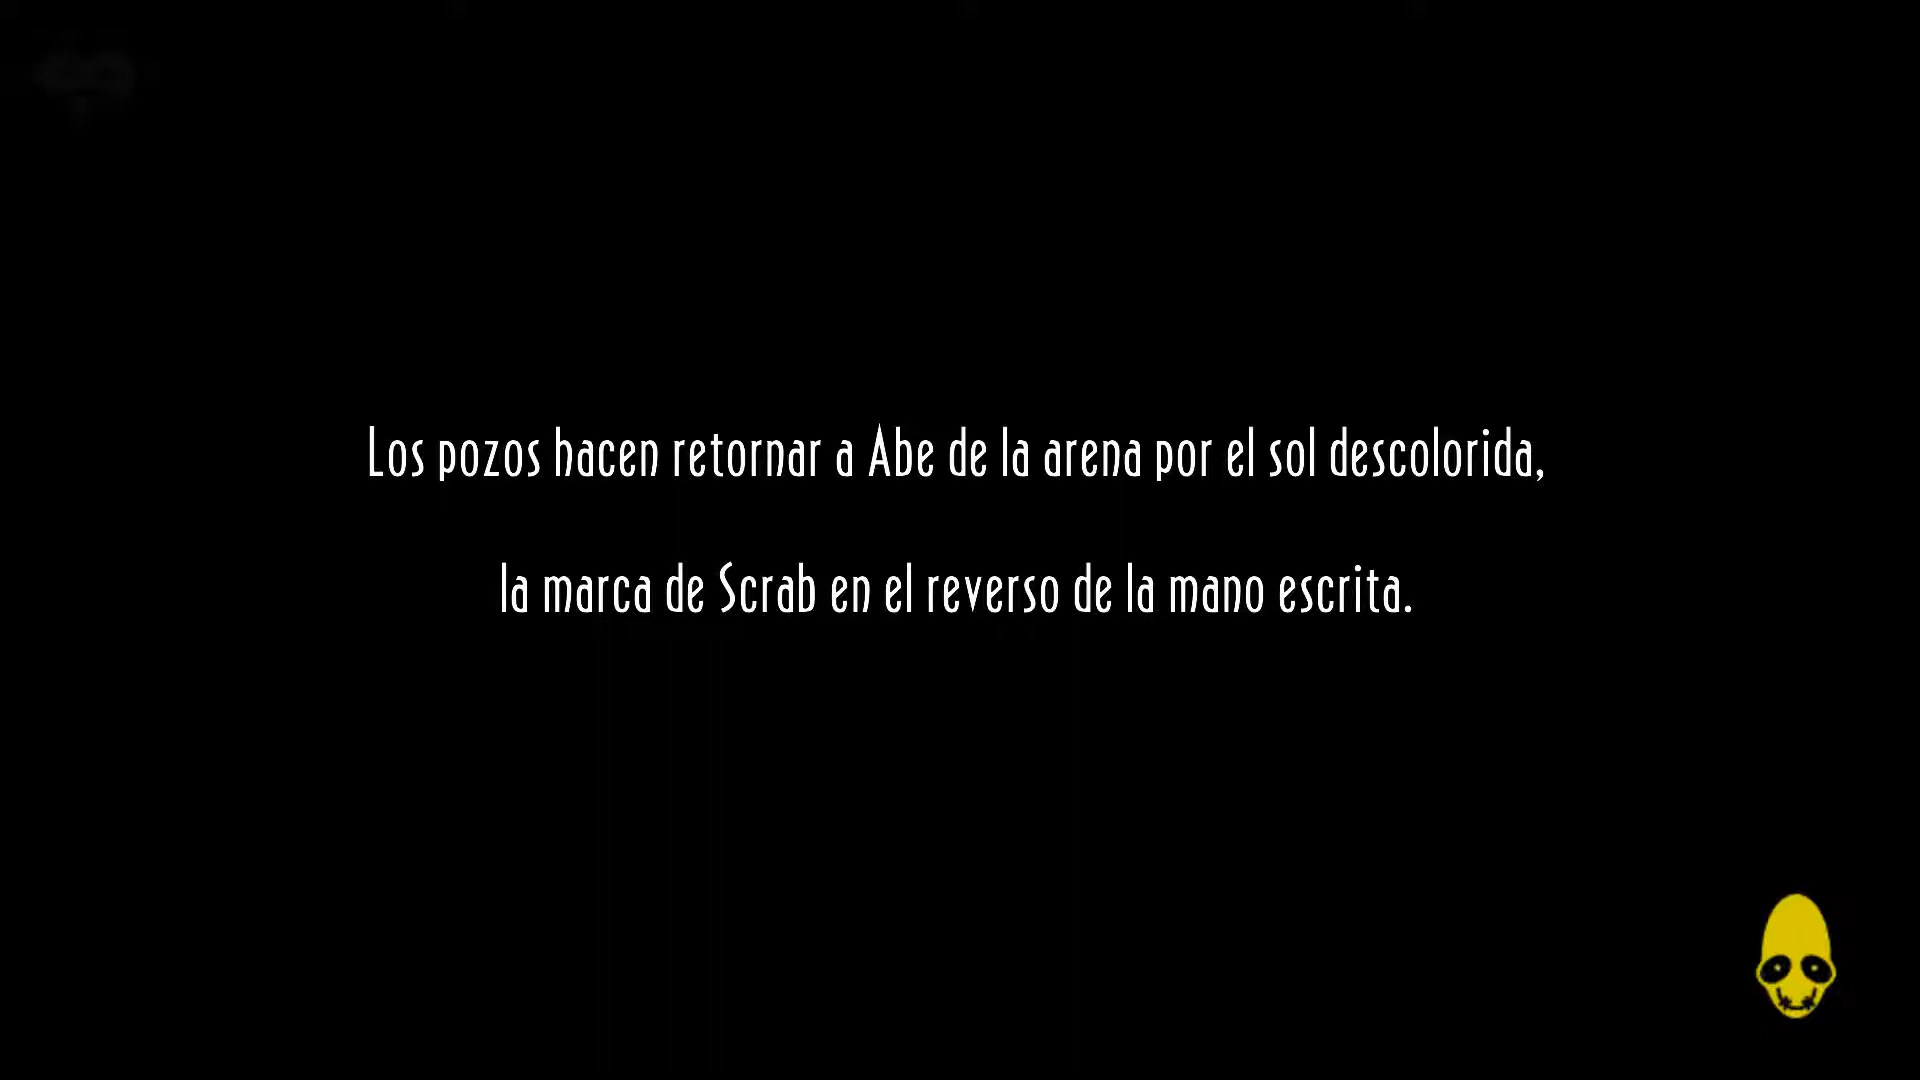 Los pozos hacen retornar a Abe de la arena por el sol descolorida,
la marca de Scrab en el reverso de la mano escrita.